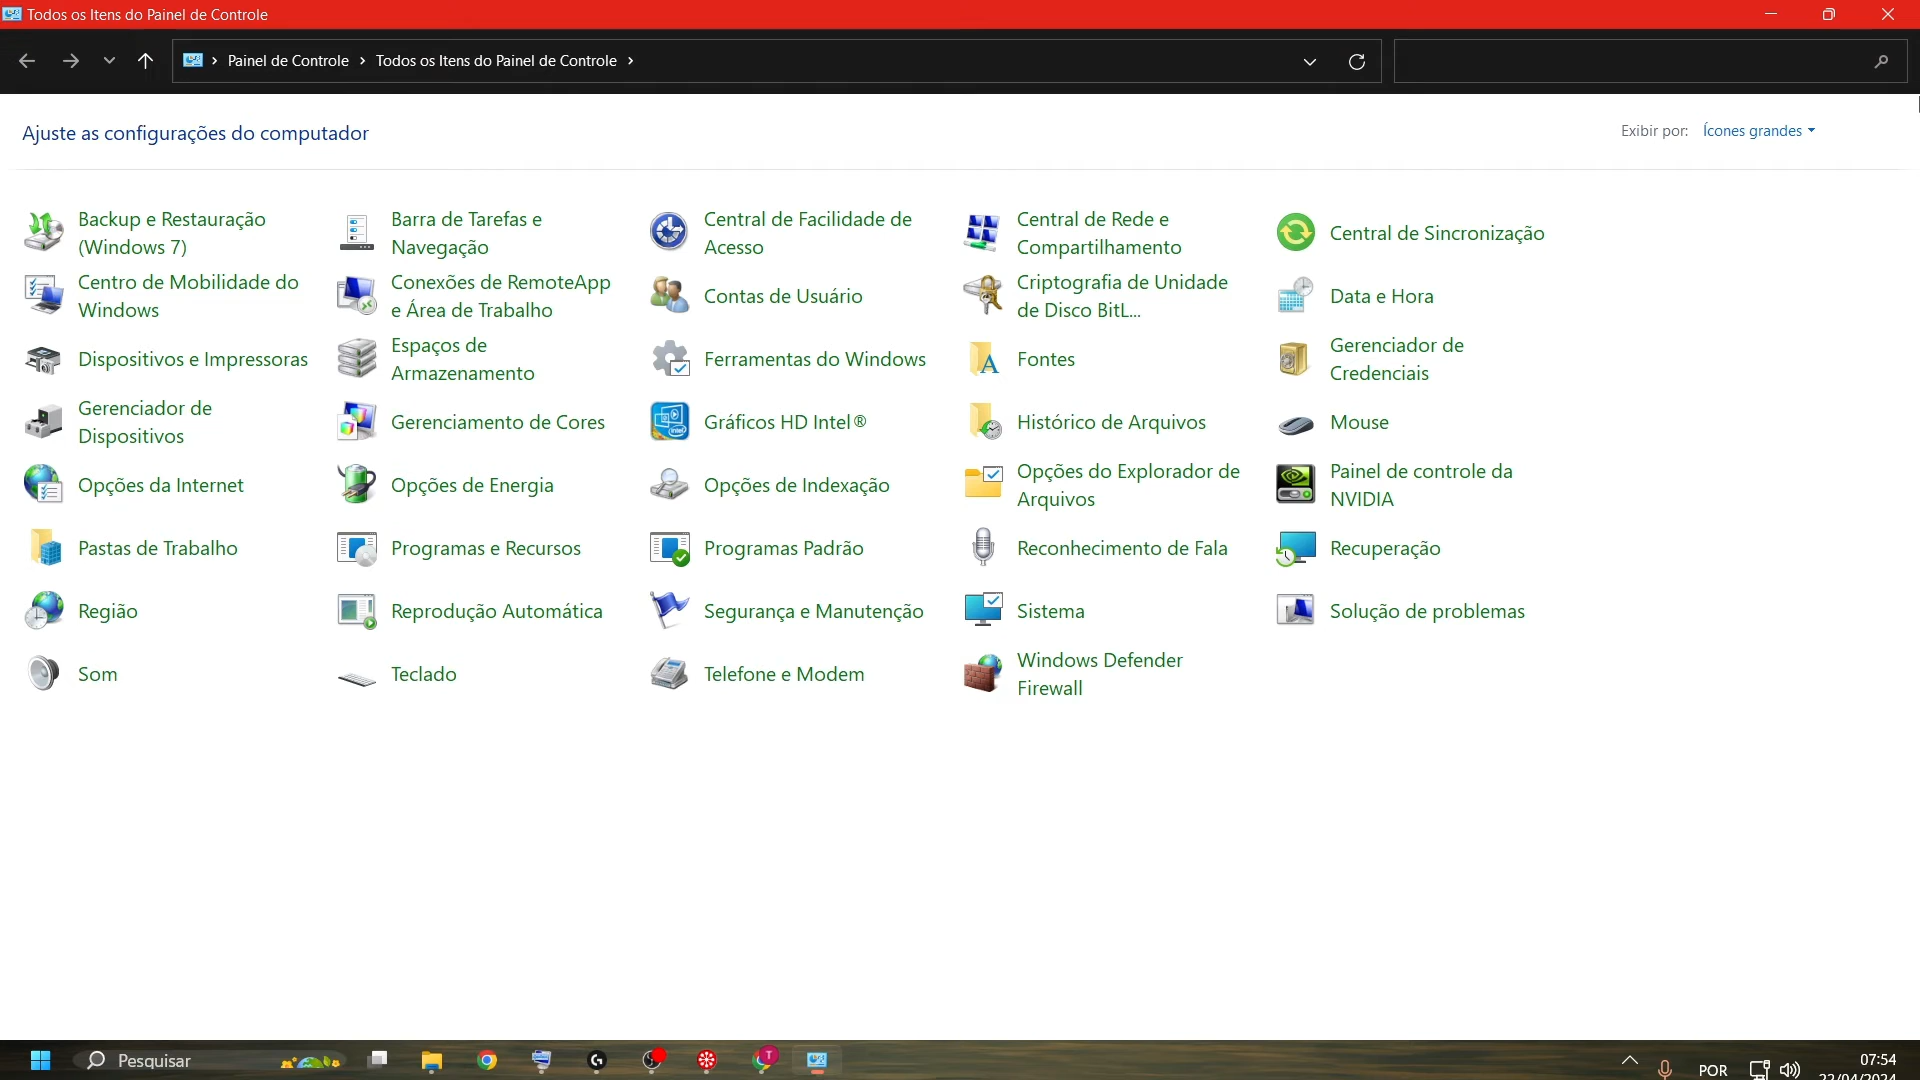 Todos os Itens do Painel de Controle
Painel de Controle
Todos os Itens do Painel de Controle
Ajuste as configurações do computador
Exibir por:
Ícones grandes
Backup e Restauração
(Windows 7)
Barra de Tarefas e
Navegação
Central de Facilidade de
Acesso
Central de Rede e
Compartilhamento
Central de Sincronização
Centro de Mobilidade do
Windows
Conexões de RemoteApp
e Área de Trabalho
Contas de Usuário
Criptografia de Unidade
de Disco BitL...
Data e Hora
Dispositivos e Impressoras
Espaços de
Armazenamento
Ferramentas do Windows
Fontes
Gerenciador de
Credenciais
Gerenciador de
Dispositivos
Gerenciamento de Cores
Gráficos HD Intel®
Histórico de Arquivos
Mouse
Opções da Internet
Opções de Energia
Opções de Indexação
Opções do Explorador de
Arquivos
Painel de controle da
NVIDIA
Pastas de Trabalho
Programas e Recursos
Programas Padrão
Reconhecimento de Fala
Recuperação
Região
Reprodução Automática
Segurança e Manutenção
Sistema
Solução de problemas
Som
Teclado
Telefone e Modem
Windows Defender
Firewall
Pesquisar
T
POR
07:54
22/04/2024